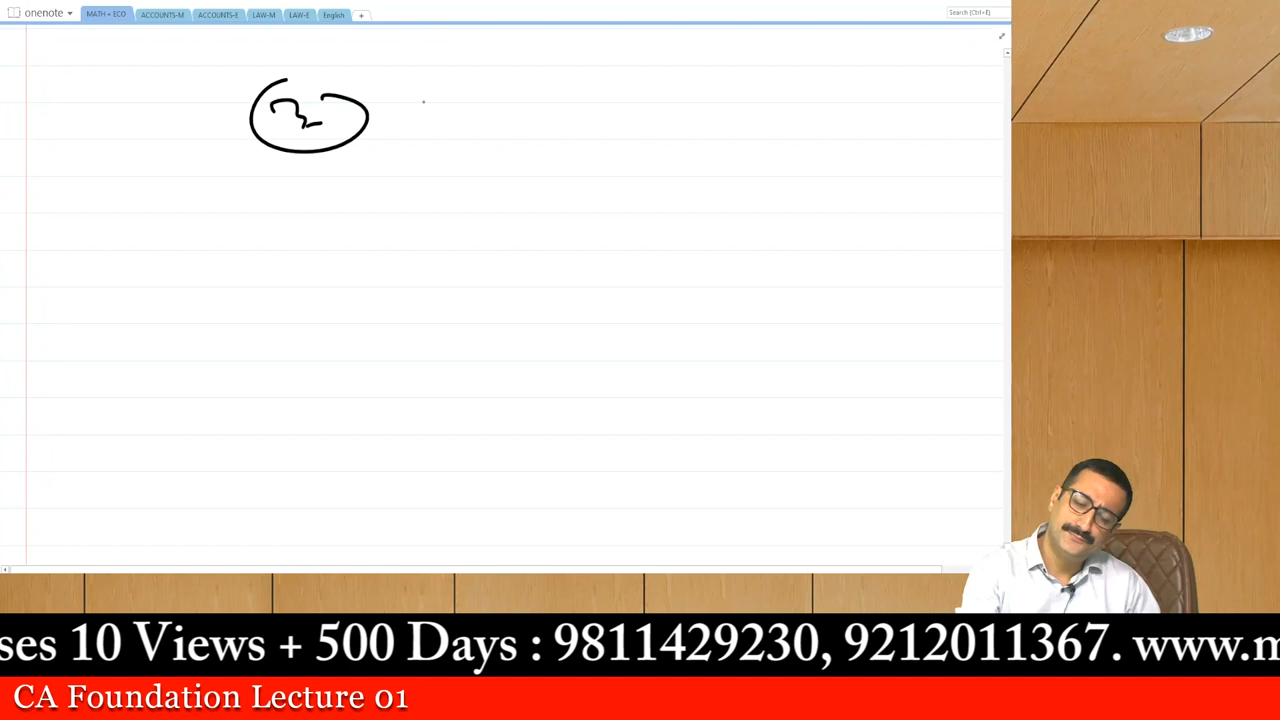 onenote MATH + ECO ACCOUNTS-M ACCOUNTS-E LAW-M LAW-E English + Search (Ctrl+E)
ses 10 Views + 500 Days : 9811429230, 9212011367. www.m
CA Foundation Lecture 01